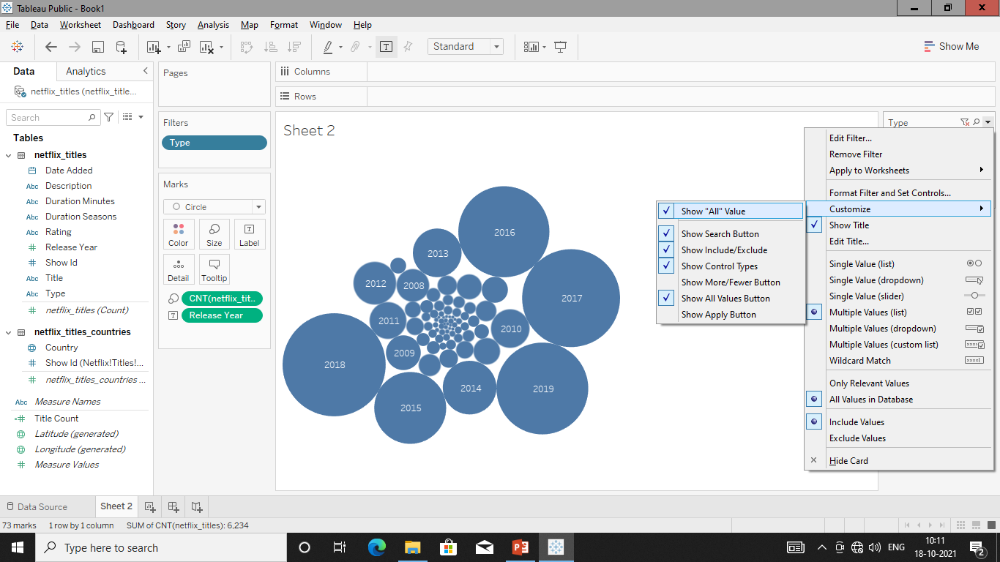 Tableau Public - Book1
File Data Worksheet Dashboard Story Analysis Map Format Window Help
Standard
Show Me
Data Analytics
netflix_titles (netflix_title...
Search
Tables
netflix_titles
Date Added
Abc Description
Abc Duration Minutes
Abc Duration Seasons
Abc Rating
Release Year
Abc Show Id
Abc Title
Abc Type
netflix_titles (Count)
netflix_titles_countries
Country
Show Id (Netflix!Titles!...
netflix_titles_countries ...
Abc Measure Names
Title Count
Latitude (generated)
Longitude (generated)
Measure Values
Pages
Filters
Type
Marks
Circle
Color Size Label
Detail Tooltip
CNT(netflix_tit..
Release Year
Columns
Rows
Sheet 2
2016
2013
2012
2008
2017
2011
2010
2009
2018
2014
2019
2015
Type
Edit Filter...
Remove Filter
Apply to Worksheets
Format Filter and Set Controls...
Customize
Show Title
Edit Title...
Single Value (list)
Single Value (dropdown)
Single Value (slider)
Multiple Values (list)
Multiple Values (dropdown)
Multiple Values (custom list)
Wildcard Match
Only Relevant Values
All Values in Database
Include Values
Exclude Values
Hide Card
Show "All" Value
Show Search Button
Show Include/Exclude
Show Control Types
Show More/Fewer Button
Show All Values Button
Show Apply Button
Data Source Sheet 2
73 marks 1 row by 1 column SUM of CNT(netflix_titles): 6,234
Type here to search
ENG
10:11
18-10-2021
2